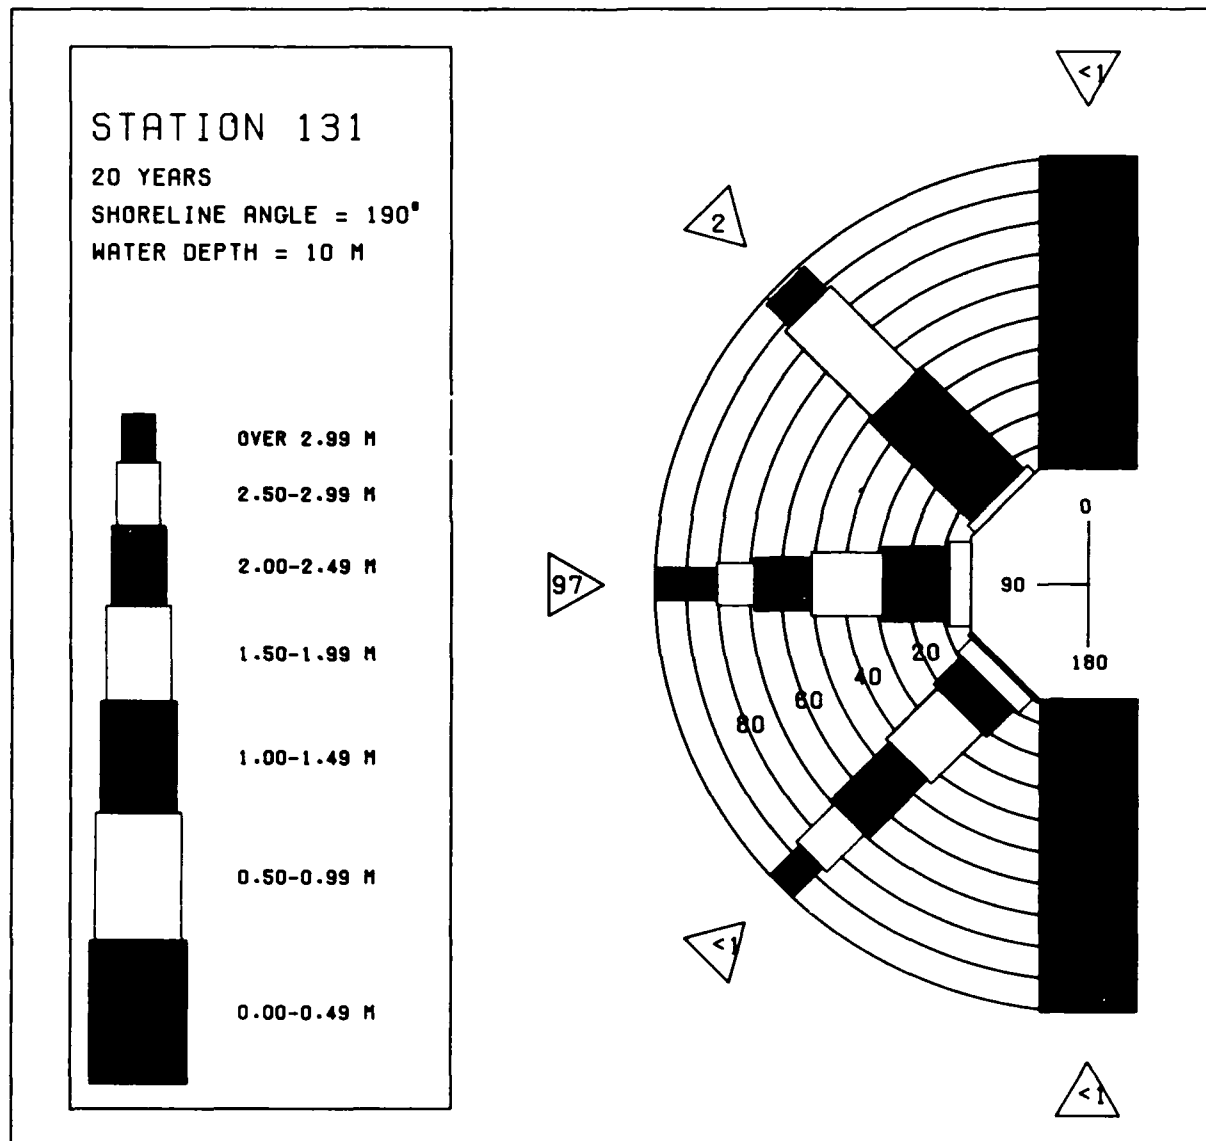 STATION 131
20 YEARS
SHORELINE ANGLE = 190°
WATER DEPTH = 10 M
OVER 2.99 M
2.50-2.99 M
2.00-2.49 M
1.50-1.99 M
1.00-1.49 M
0.50-0.99 M
0.00-0.49 M
<1
2
97
<1
<1
0
90
180
20
40
60
80